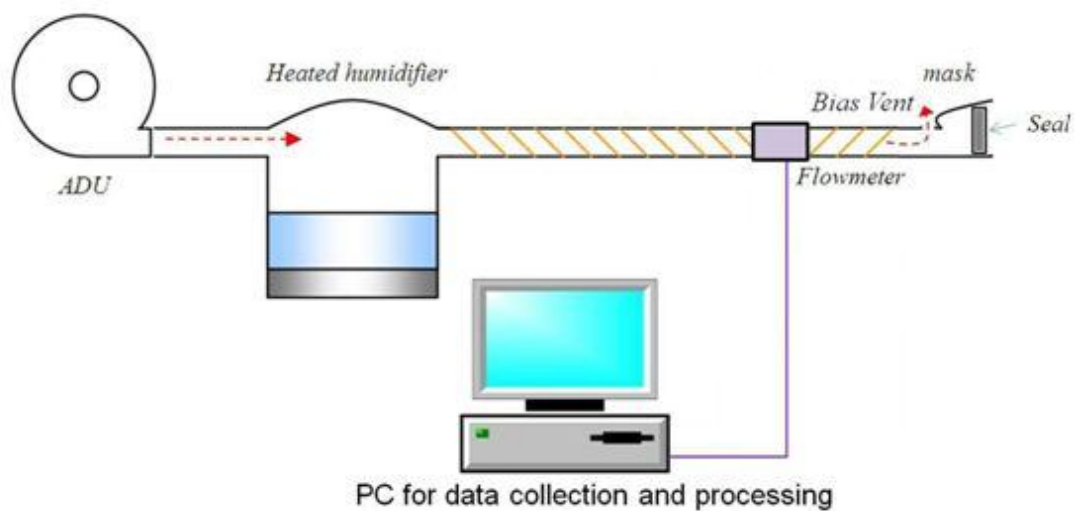 Heated humidifier
mask
Bias Vent
Seal
ADU
Flowmeter
PC for data collection and processing